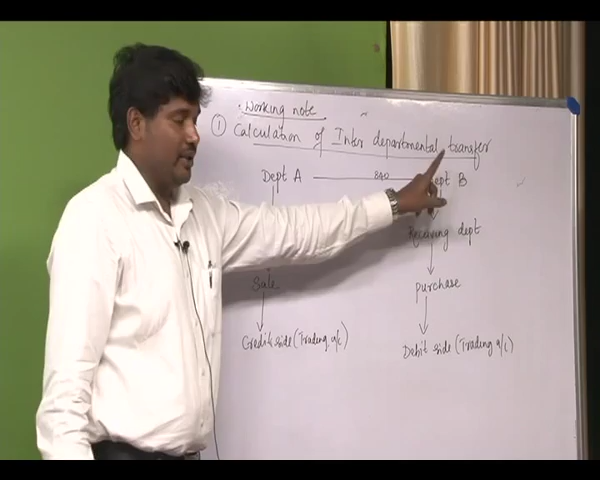 Working note
① Calculation of Inter departmental transfer
Dept A 840 Dept B
Receiving dept
Sale
purchase
Credit side (Trading a/c)
Debit side (Trading a/c)